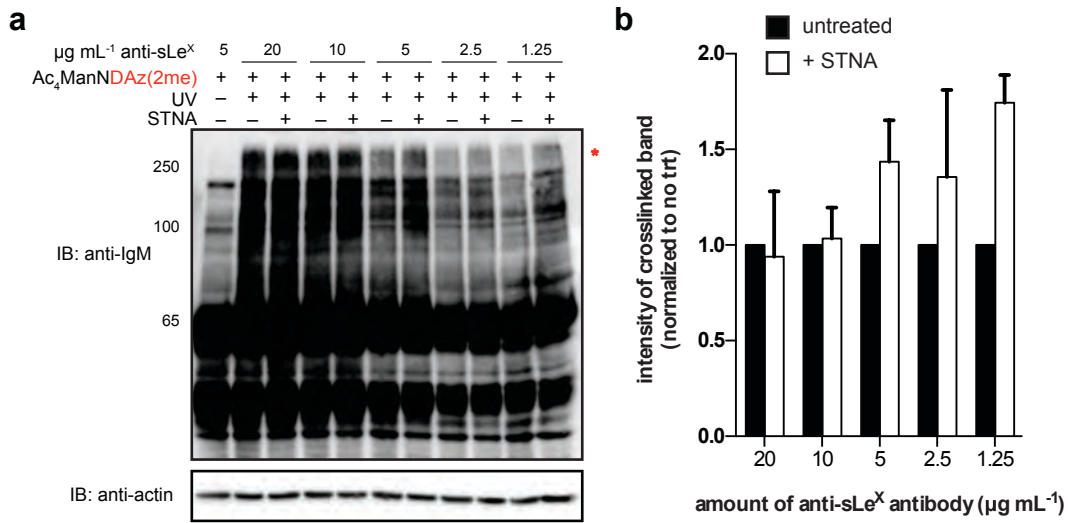 a
µg mL⁻¹ anti-sLeˣ 5 20 10 5 2.5 1.25
Ac₄ManNDAz(2me) + + + + + + + + + + +
UV – + + + + + + + + + +
STNA – – + – + – + – + – +
250
*
100
IB: anti-IgM
65
IB: anti-actin
b
untreated
+ STNA
intensity of crosslinked band
(normalized to no trt)
2.0
1.5
1.0
0.5
0.0
20 10 5 2.5 1.25
amount of anti-sLeˣ antibody (µg mL⁻¹)